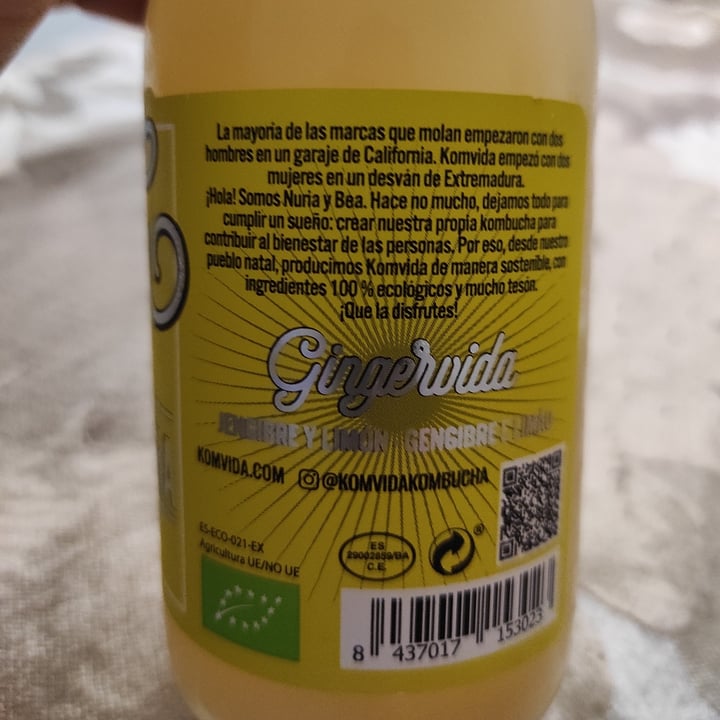 La mayoría de las marcas que molan empezaron con dos
hombres en un garaje de California. Komvida empezó con dos
mujeres en un desván de Extremadura.
¡Hola! Somos Nuria y Bea. Hace no mucho, dejamos todo para
cumplir un sueño: crear nuestra propia kombucha para
contribuir al bienestar de las personas. Por eso, desde nuestro
pueblo natal, producimos Komvida de manera sostenible, con
ingredientes 100 % ecológicos y mucho tesón.
¡Que la disfrutes!
Gingervida
JENGIBRE Y LIMÓN GENGIBRE E LIMÃO
KOMVIDA.COM @KOMVIDAKOMBUCHA
ES-ECO-021-EX
Agricultura UE/NO UE
ES
29002859/BA
C.E.
®
8 437017 153023